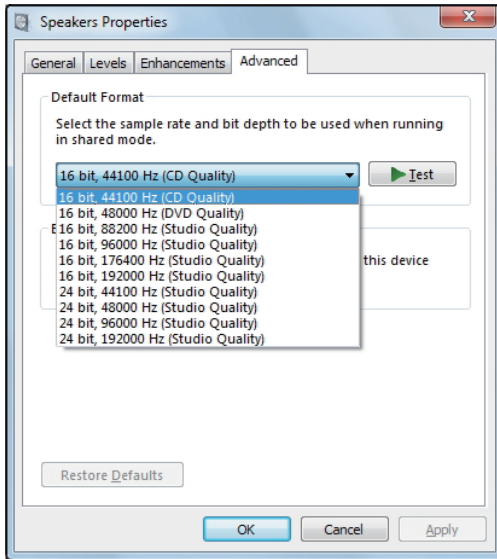 Speakers Properties
General Levels Enhancements Advanced
Default Format
Select the sample rate and bit depth to be used when running
in shared mode.
16 bit, 44100 Hz (CD Quality)
Test
16 bit, 44100 Hz (CD Quality)
16 bit, 48000 Hz (DVD Quality)
16 bit, 88200 Hz (Studio Quality)
16 bit, 96000 Hz (Studio Quality)
16 bit, 176400 Hz (Studio Quality)
this device
16 bit, 192000 Hz (Studio Quality)
24 bit, 44100 Hz (Studio Quality)
24 bit, 48000 Hz (Studio Quality)
24 bit, 96000 Hz (Studio Quality)
24 bit, 192000 Hz (Studio Quality)
Restore Defaults
OK Cancel Apply